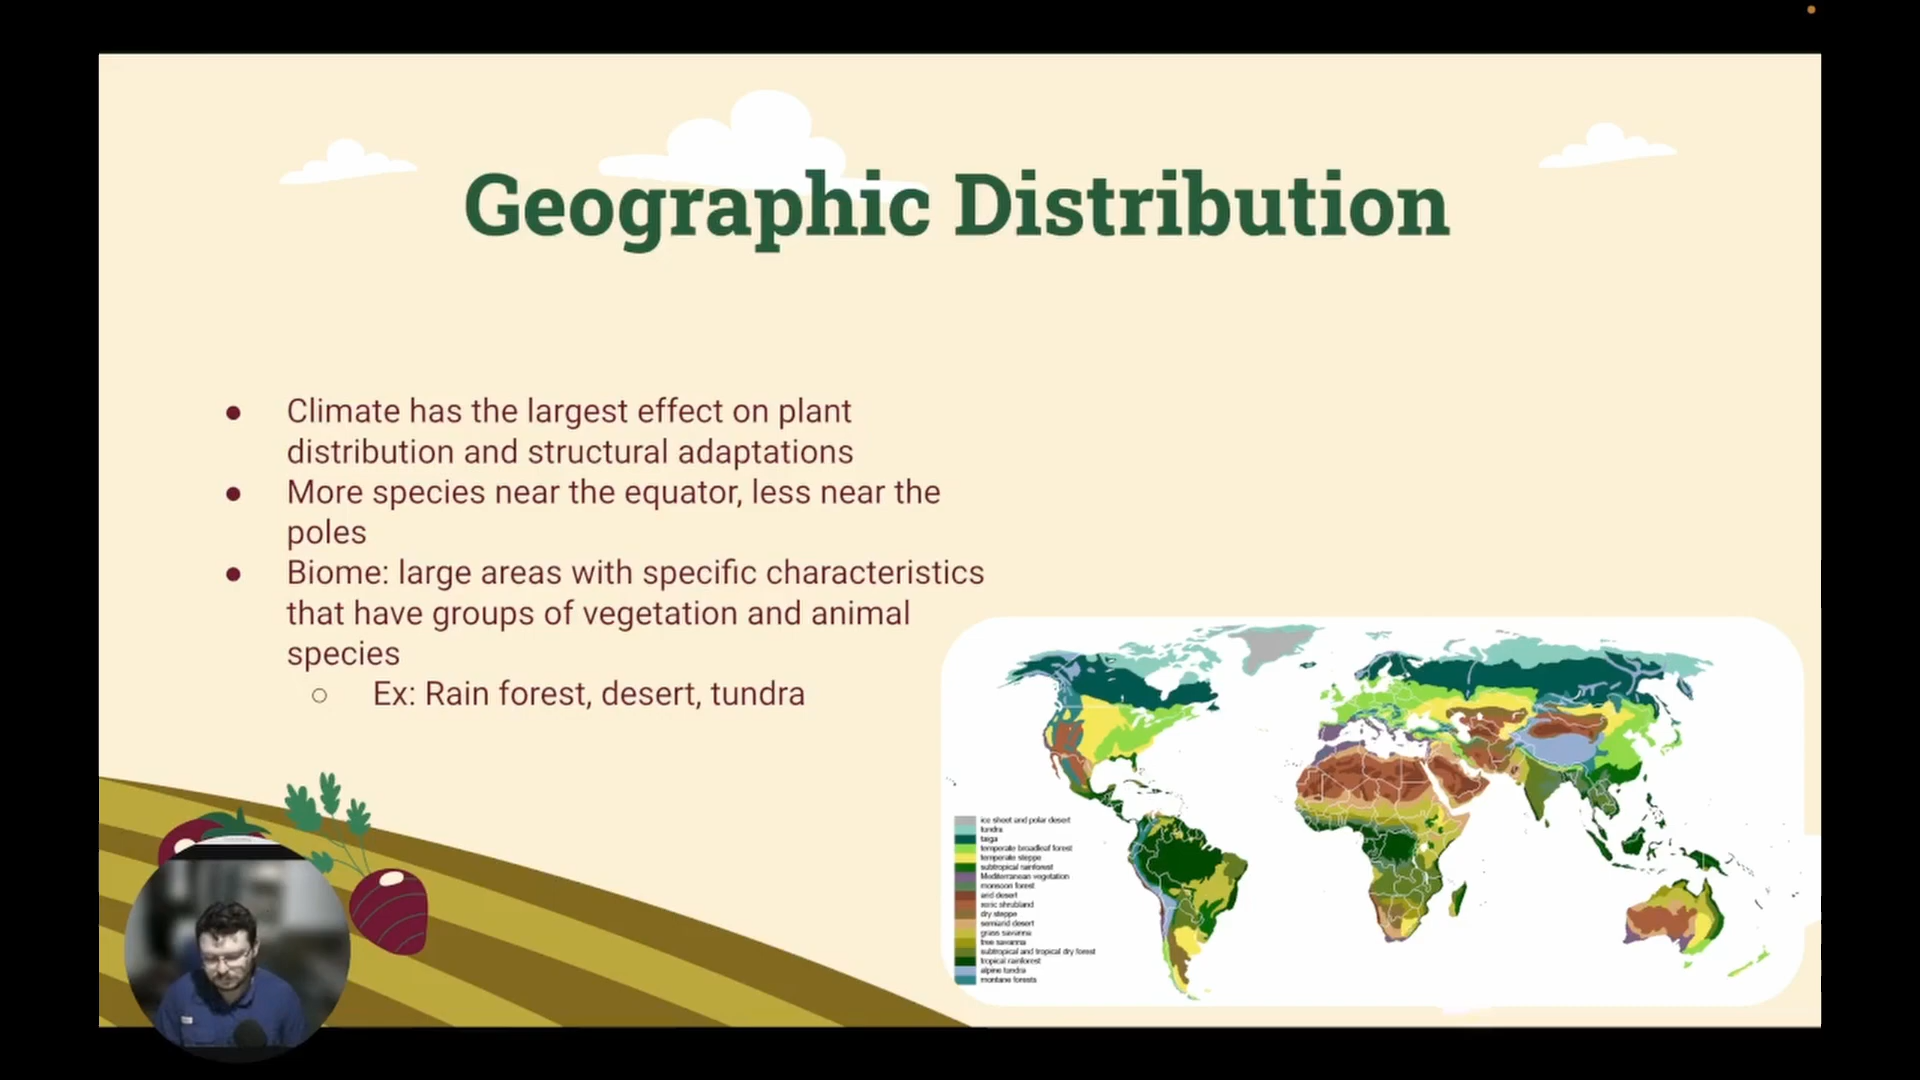 Geographic Distribution
● Climate has the largest effect on plant
distribution and structural adaptations
● More species near the equator, less near the
poles
● Biome: large areas with specific characteristics
that have groups of vegetation and animal
species
○ Ex: Rain forest, desert, tundra
ice sheet and polar desert
tundra
taiga
temperate broadleaf forest
temperate steppe
subtropical rainforest
Mediterranean vegetation
monsoon forest
arid desert
xeric shrubland
dry steppe
semiarid desert
grass savanna
tree savanna
subtropical and tropical dry forest
tropical rainforest
alpine tundra
montane forests